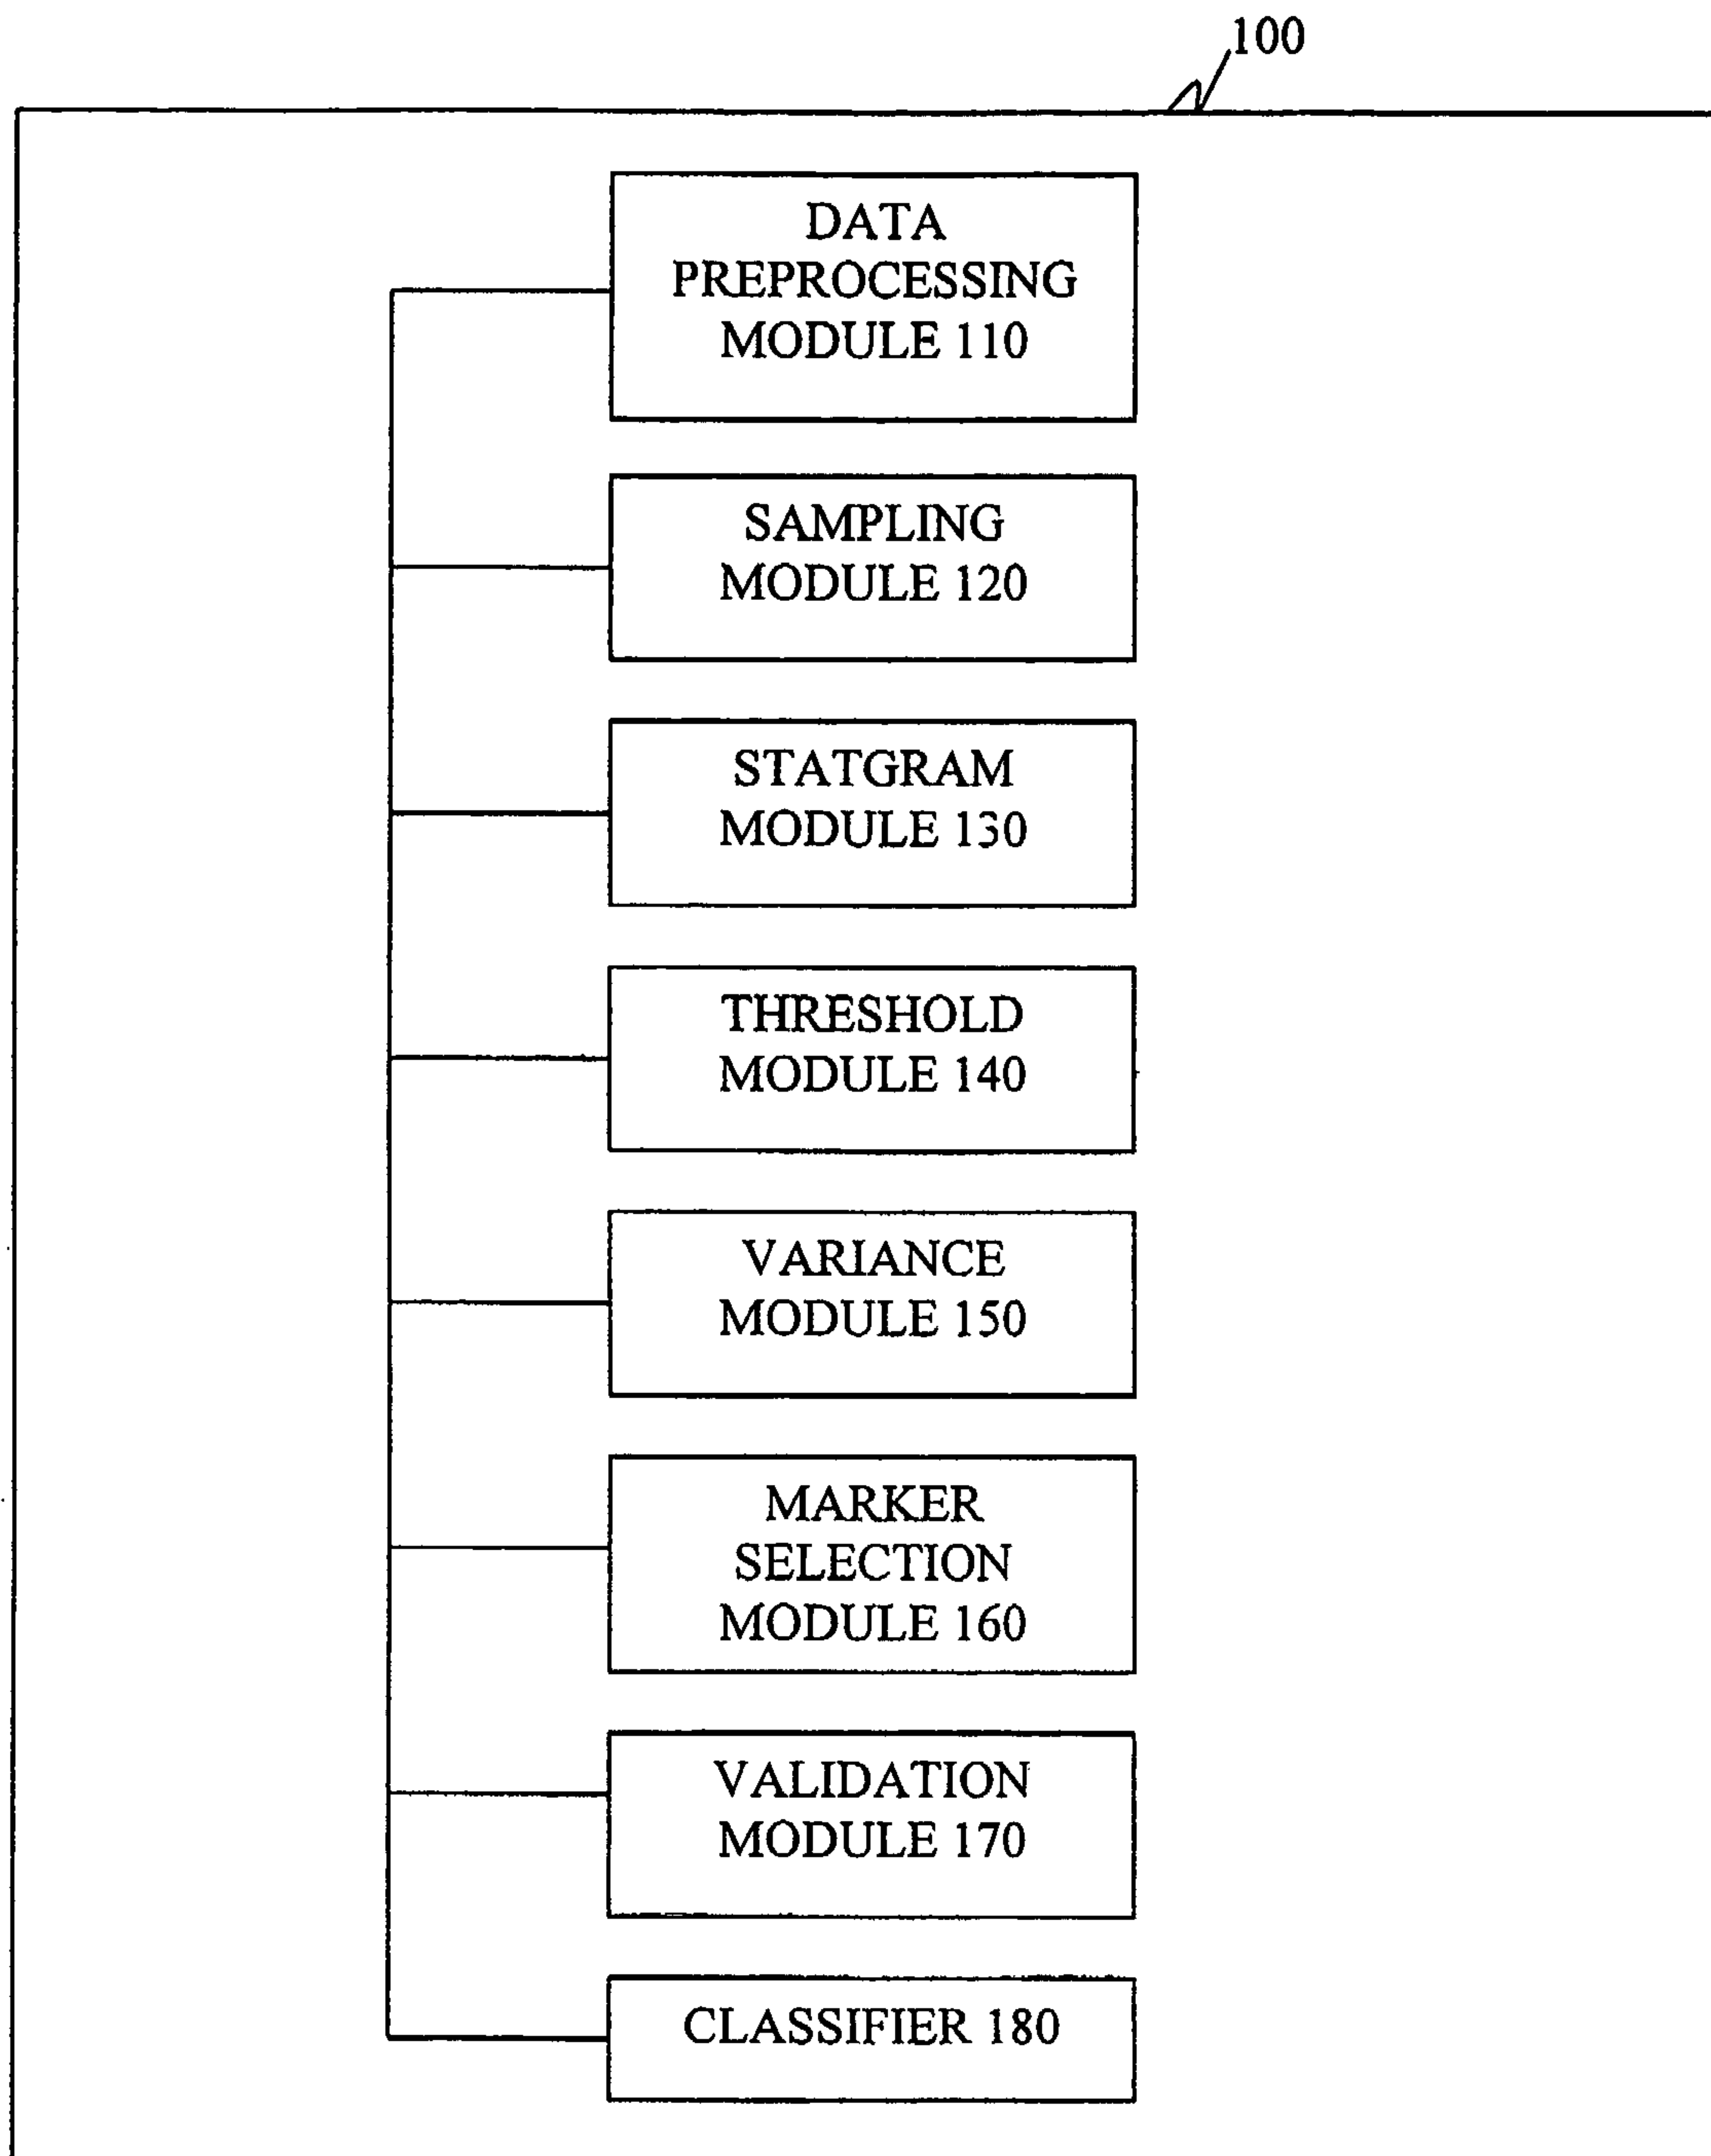 100
DATA
PREPROCESSING
MODULE 110
SAMPLING
MODULE 120
STATGRAM
MODULE 130
THRESHOLD
MODULE 140
VARIANCE
MODULE 150
MARKER
SELECTION
MODULE 160
VALIDATION
MODULE 170
CLASSIFIER 180